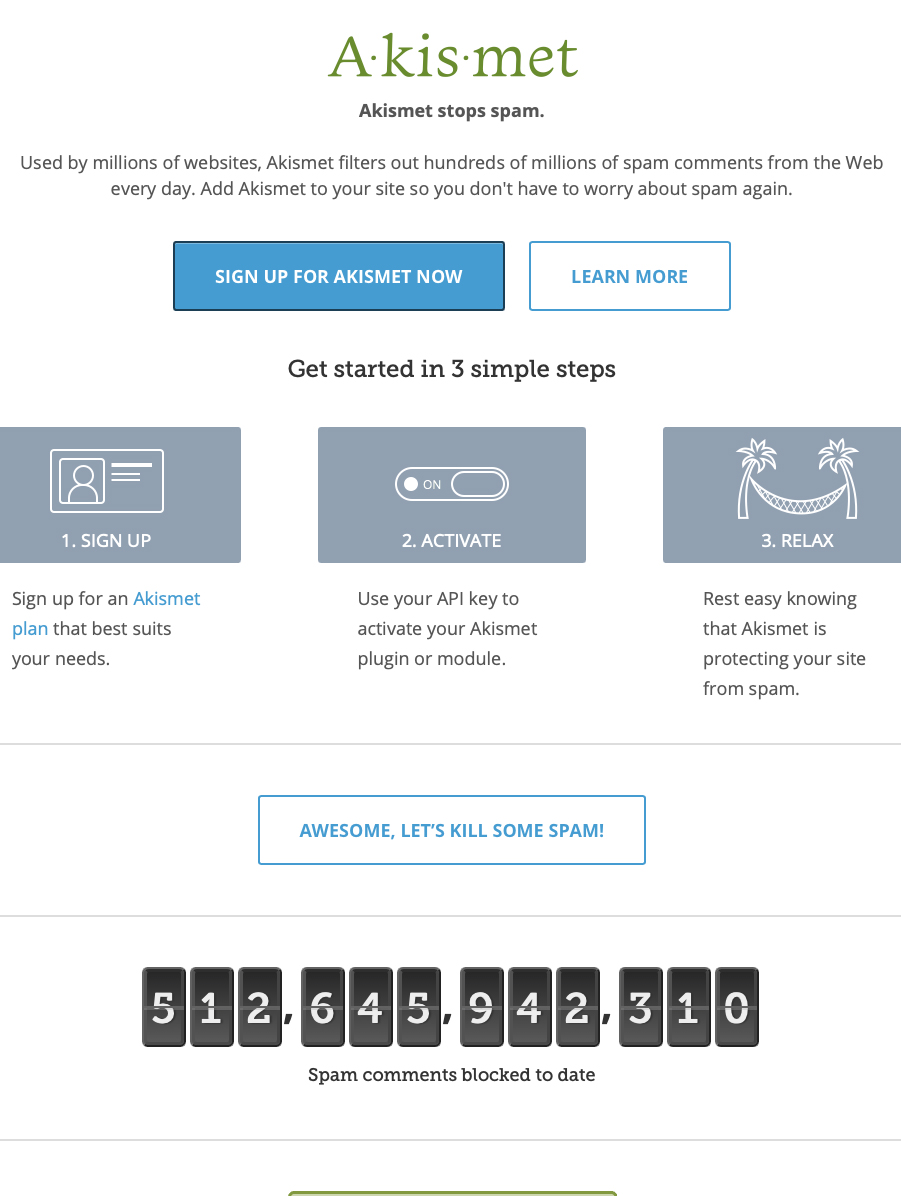 A·kis·met
Akismet stops spam.
Used by millions of websites, Akismet filters out hundreds of millions of spam comments from the Web
every day. Add Akismet to your site so you don't have to worry about spam again.
SIGN UP FOR AKISMET NOW
LEARN MORE
Get started in 3 simple steps
1. SIGN UP
Sign up for an Akismet
plan that best suits
your needs.
ON
2. ACTIVATE
Use your API key to
activate your Akismet
plugin or module.
3. RELAX
Rest easy knowing
that Akismet is
protecting your site
from spam.
AWESOME, LET’S KILL SOME SPAM!
512,645,942,310
Spam comments blocked to date